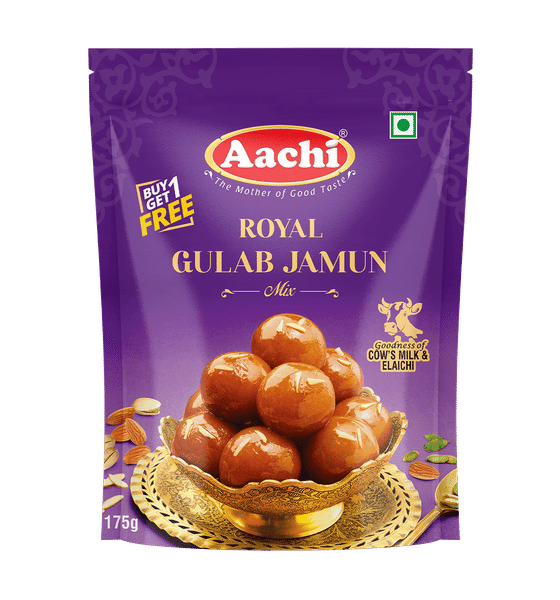 Aachi®
The Mother of Good Taste
BUY 1
GET
FREE
ROYAL
GULAB JAMUN
Mix
Goodness of
COW'S MILK &
ELAICHI
175g